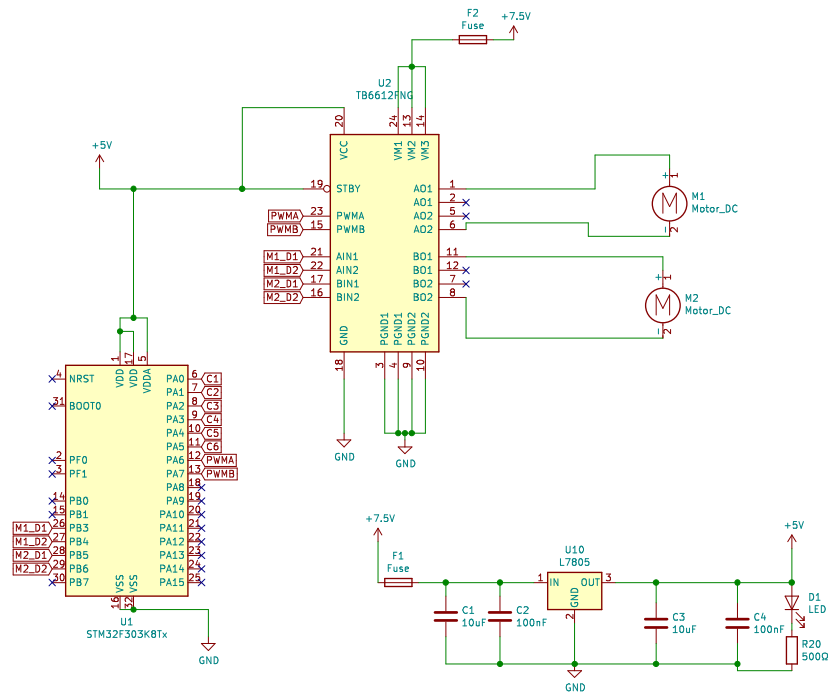 F2
Fuse
+7.5V
U2
TB6612FNG
20
24
13
14
VCC
VM1
VM2
VM3
+5V
19
STBY
23
PWMA
15
PWMB
21
AIN1
22
AIN2
17
BIN1
16
BIN2
PWMA
PWMB
M1_D1
M1_D2
M2_D1
M2_D2
AO1
1
AO1
2
AO2
5
AO2
6
BO1
11
BO1
12
BO2
7
BO2
8
GND
PGND1
PGND1
PGND2
PGND2
18
3
4
9
10
GND
GND
+
1
M
M1
Motor_DC
-
2
+
1
M
M2
Motor_DC
-
2
1
17
5
VDD
VDD
VDDA
4
NRST
31
BOOT0
2
PF0
3
PF1
14
PB0
15
PB1
M1_D1
26
PB3
M1_D2
27
PB4
M2_D1
28
PB5
M2_D2
29
PB6
30
PB7
PA0
6
C1
PA1
7
C2
PA2
8
C3
PA3
9
C4
PA4
10
C5
PA5
11
C6
PA6
12
PWMA
PA7
13
PWMB
PA8
18
PA9
19
PA10
20
PA11
21
PA12
22
PA13
23
PA14
24
PA15
25
VSS
VSS
16
32
U1
STM32F303K8Tx
GND
+7.5V
F1
Fuse
U10
L7805
1
IN
OUT
3
GND
2
+5V
C1
10uF
C2
100nF
C3
10uF
C4
100nF
D1
LED
R20
500Ω
GND